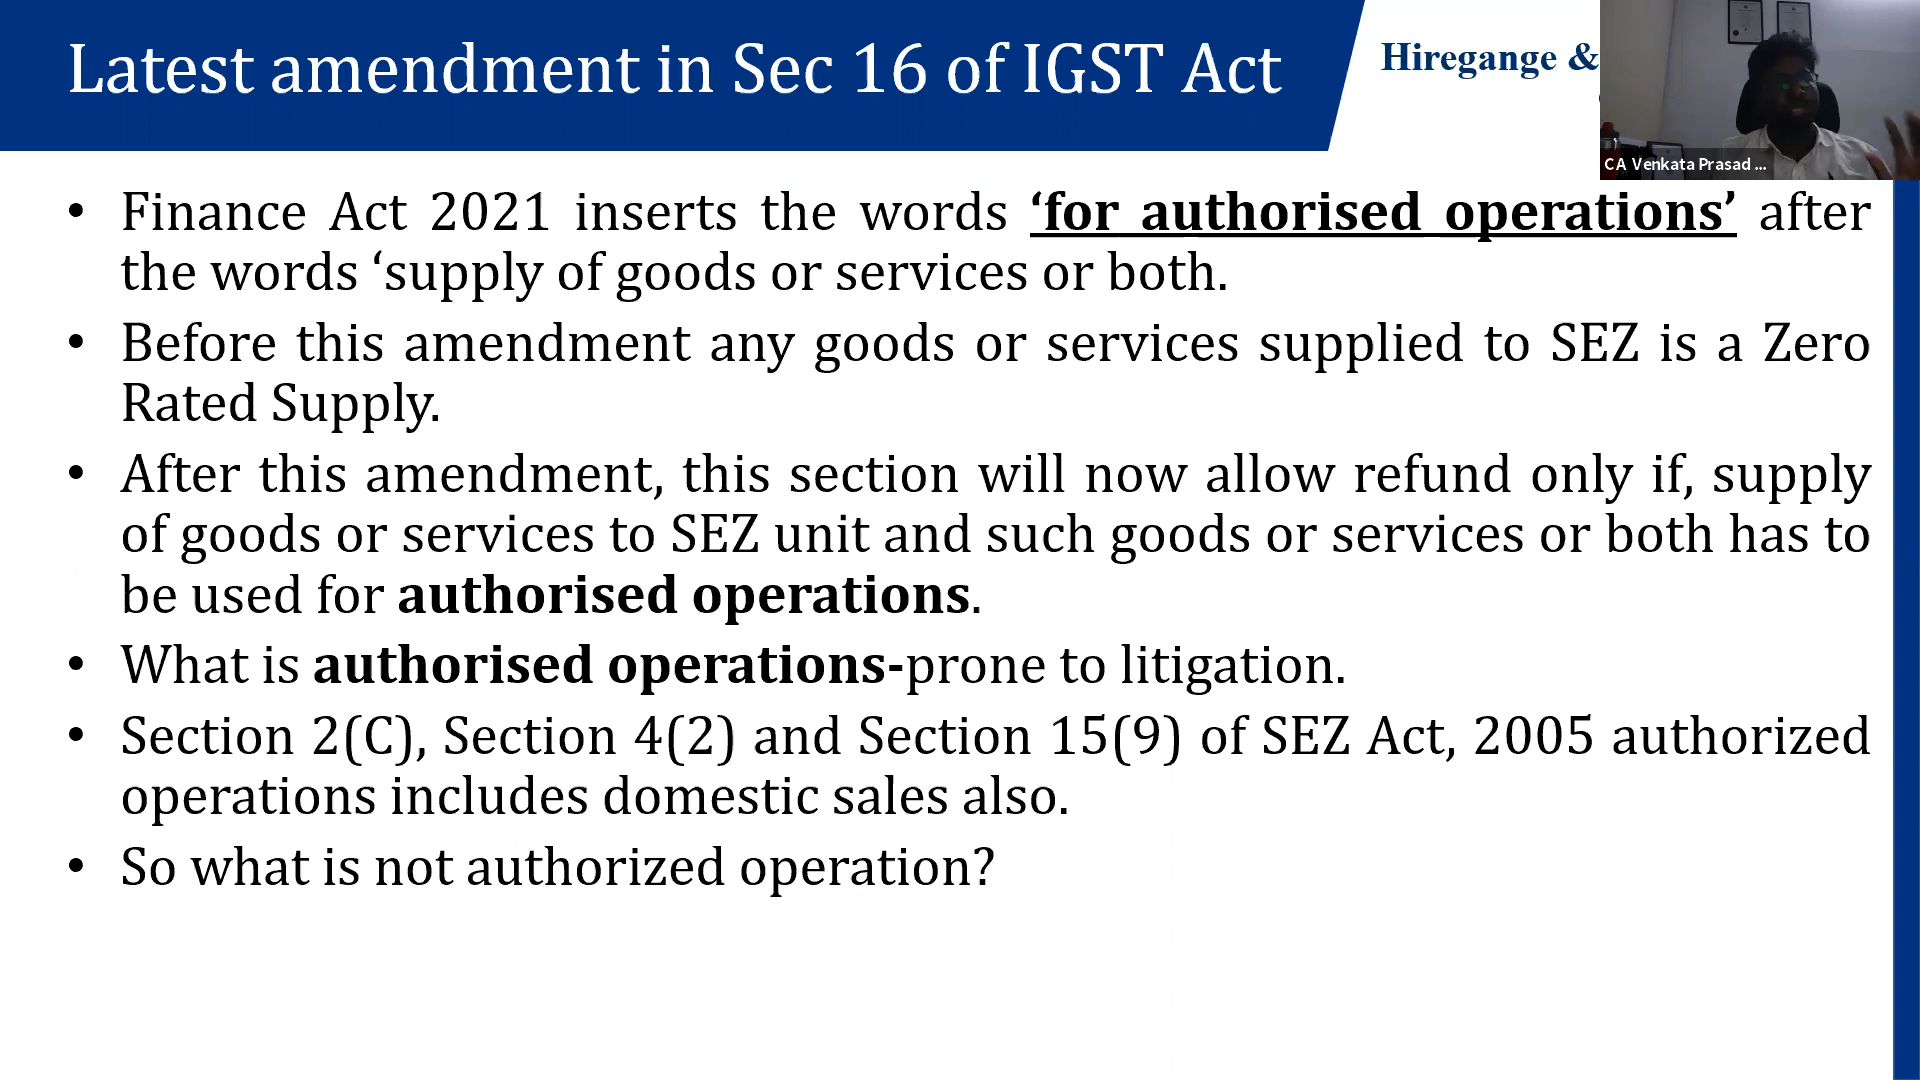 Latest amendment in Sec 16 of IGST Act
Hiregange &
CA Venkata Prasad ...
• Finance Act 2021 inserts the words ‘for authorised operations’ after
the words ‘supply of goods or services or both.
• Before this amendment any goods or services supplied to SEZ is a Zero
Rated Supply.
• After this amendment, this section will now allow refund only if, supply
of goods or services to SEZ unit and such goods or services or both has to
be used for authorised operations.
• What is authorised operations-prone to litigation.
• Section 2(C), Section 4(2) and Section 15(9) of SEZ Act, 2005 authorized
operations includes domestic sales also.
• So what is not authorized operation?